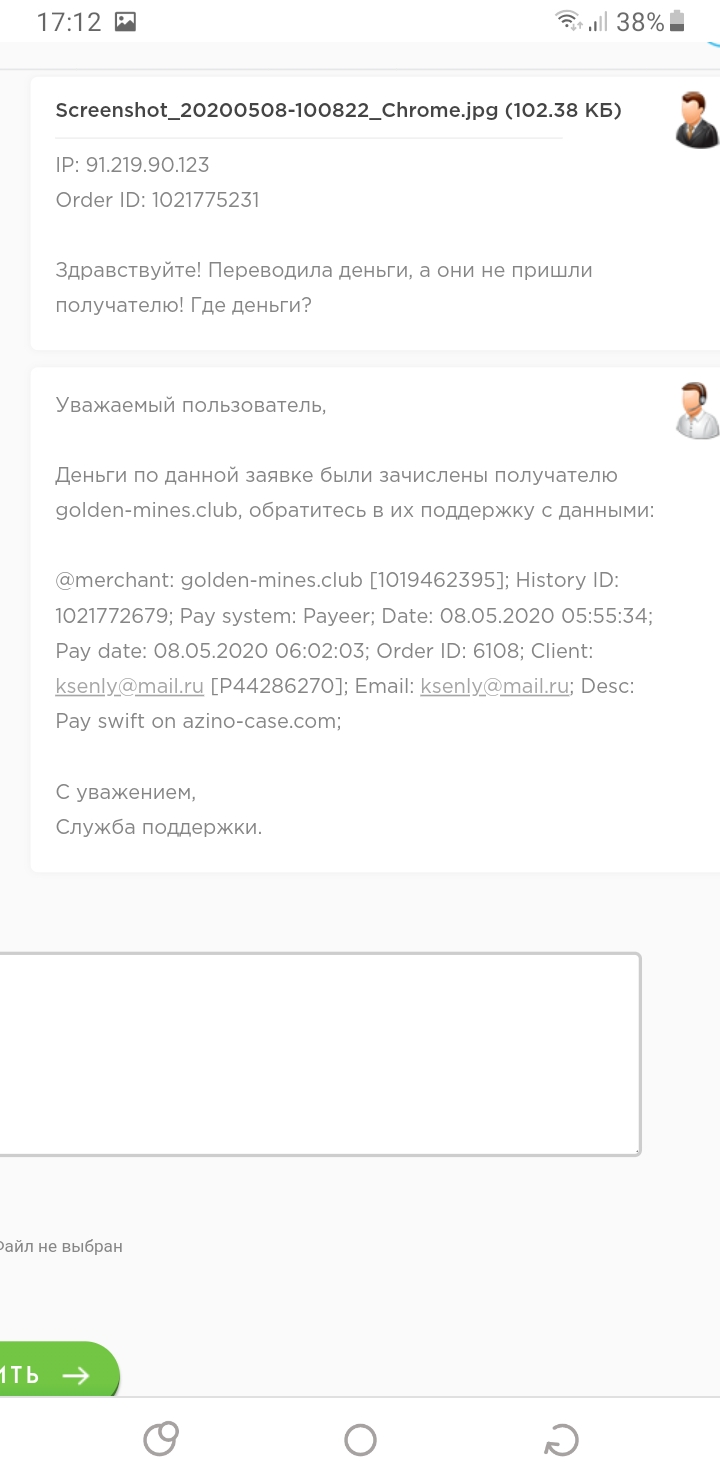 17:12 38%
Screenshot_20200508-100822_Chrome.jpg (102.38 КБ)
IP: 91.219.90.123
Order ID: 1021775231
Здравствуйте! Переводила деньги, а они не пришли
получателю! Где деньги?
Уважаемый пользователь,
Деньги по данной заявке были зачислены получателю
golden-mines.club, обратитесь в их поддержку с данными:
@merchant: golden-mines.club [1019462395]; History ID:
1021772679; Pay system: Payeer; Date: 08.05.2020 05:55:34;
Pay date: 08.05.2020 06:02:03; Order ID: 6108; Client:
ksenly@mail.ru [P44286270]; Email: ksenly@mail.ru; Desc:
Pay swift on azino-case.com;
С уважением,
Служба поддержки.
Файл не выбран
ИТЬ